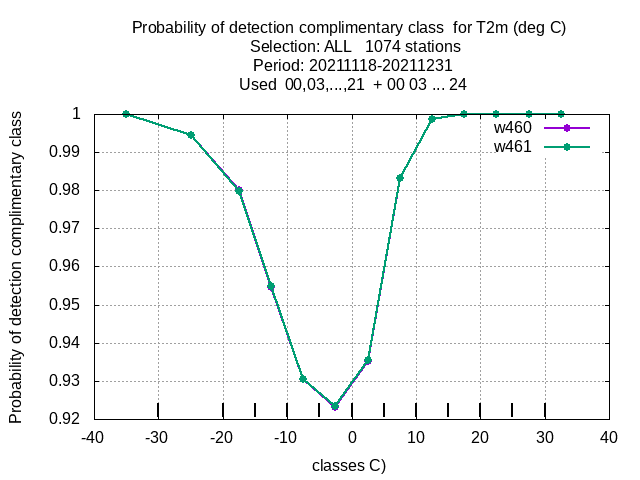 Probability of detection complimentary class  for T2m (deg C)
Selection: ALL   1074 stations
Period: 20211118-20211231
Used  00,03,...,21  + 00 03 ... 24
Probability of detection complimentary class
1
0.99
0.98
0.97
0.96
0.95
0.94
0.93
0.92
w460
w461
-40 -30 -20 -10 0 10 20 30 40
classes C)